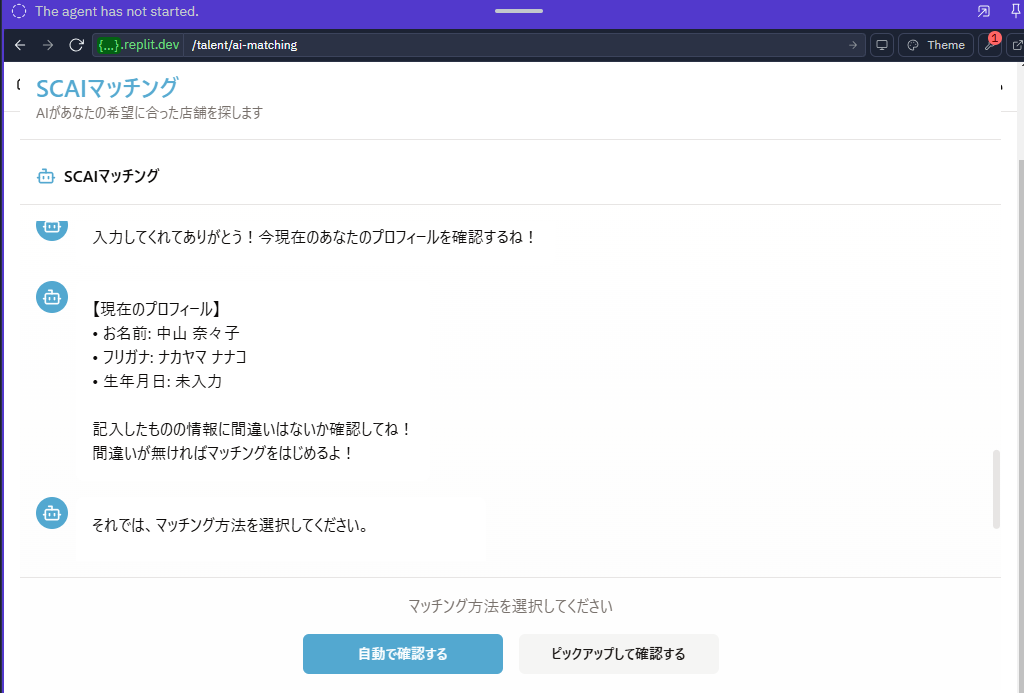 The agent has not started.
{...}.replit.dev /talent/ai-matching
Theme
1
SCAIマッチング
AIがあなたの希望に合った店舗を探します
SCAIマッチング
入力してくれてありがとう！今現在のあなたのプロフィールを確認するね！
【現在のプロフィール】
• お名前: 中山 奈々子
• フリガナ: ナカヤマ ナナコ
• 生年月日: 未入力
記入したものの情報に間違いはないか確認してね！
間違いが無ければマッチングをはじめるよ！
それでは、マッチング方法を選択してください。
マッチング方法を選択してください
自動で確認する
ピックアップして確認する